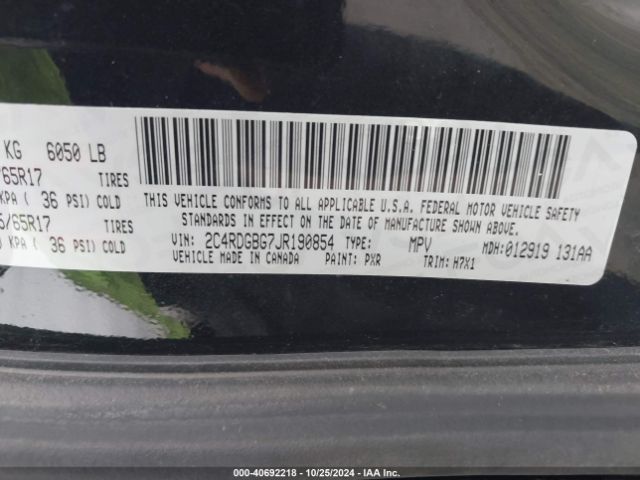 KG 6050 LB
65R17 TIRES
KPA ( 36 PSI) COLD
/65R17 TIRES
KPA ( 36 PSI) COLD
THIS VEHICLE CONFORMS TO ALL APPLICABLE U.S.A. FEDERAL MOTOR VEHICLE SAFETY
STANDARDS IN EFFECT ON THE DATE OF MANUFACTURE SHOWN ABOVE.
VIN: 2C4RDGBG7JR190854 TYPE: MPV MDH:012919 131AA
VEHICLE MADE IN CANADA PAINT: PXR TRIM: H7X1
000-40692218 - 10/25/2024 - IAA Inc.